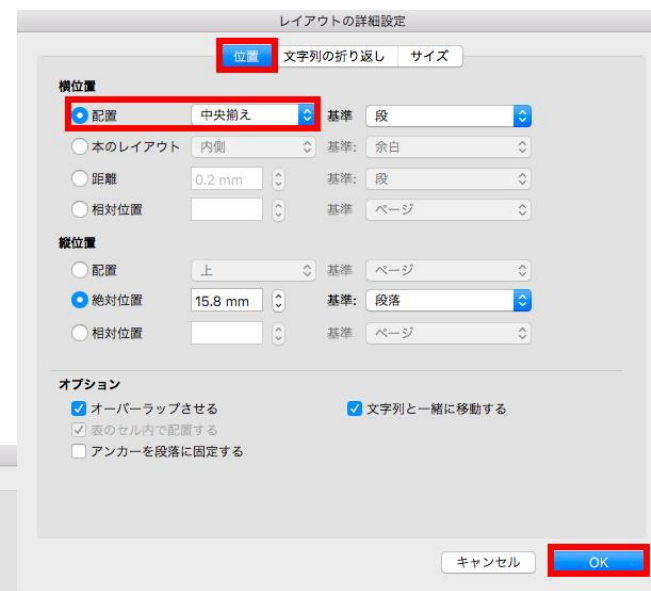 レイアウトの詳細設定
位置 文字列の折り返し サイズ
横位置
配置 中央揃え 基準 段
本のレイアウト 内側 基準: 余白
距離 0.2 mm 基準: 段
相対位置 基準 ページ
縦位置
配置 上 基準 ページ
絶対位置 15.8 mm 基準: 段落
相対位置 基準 ページ
オプション
オーバーラップさせる 文字列と一緒に移動する
表のセル内で配置する
アンカーを段落に固定する
キャンセル OK